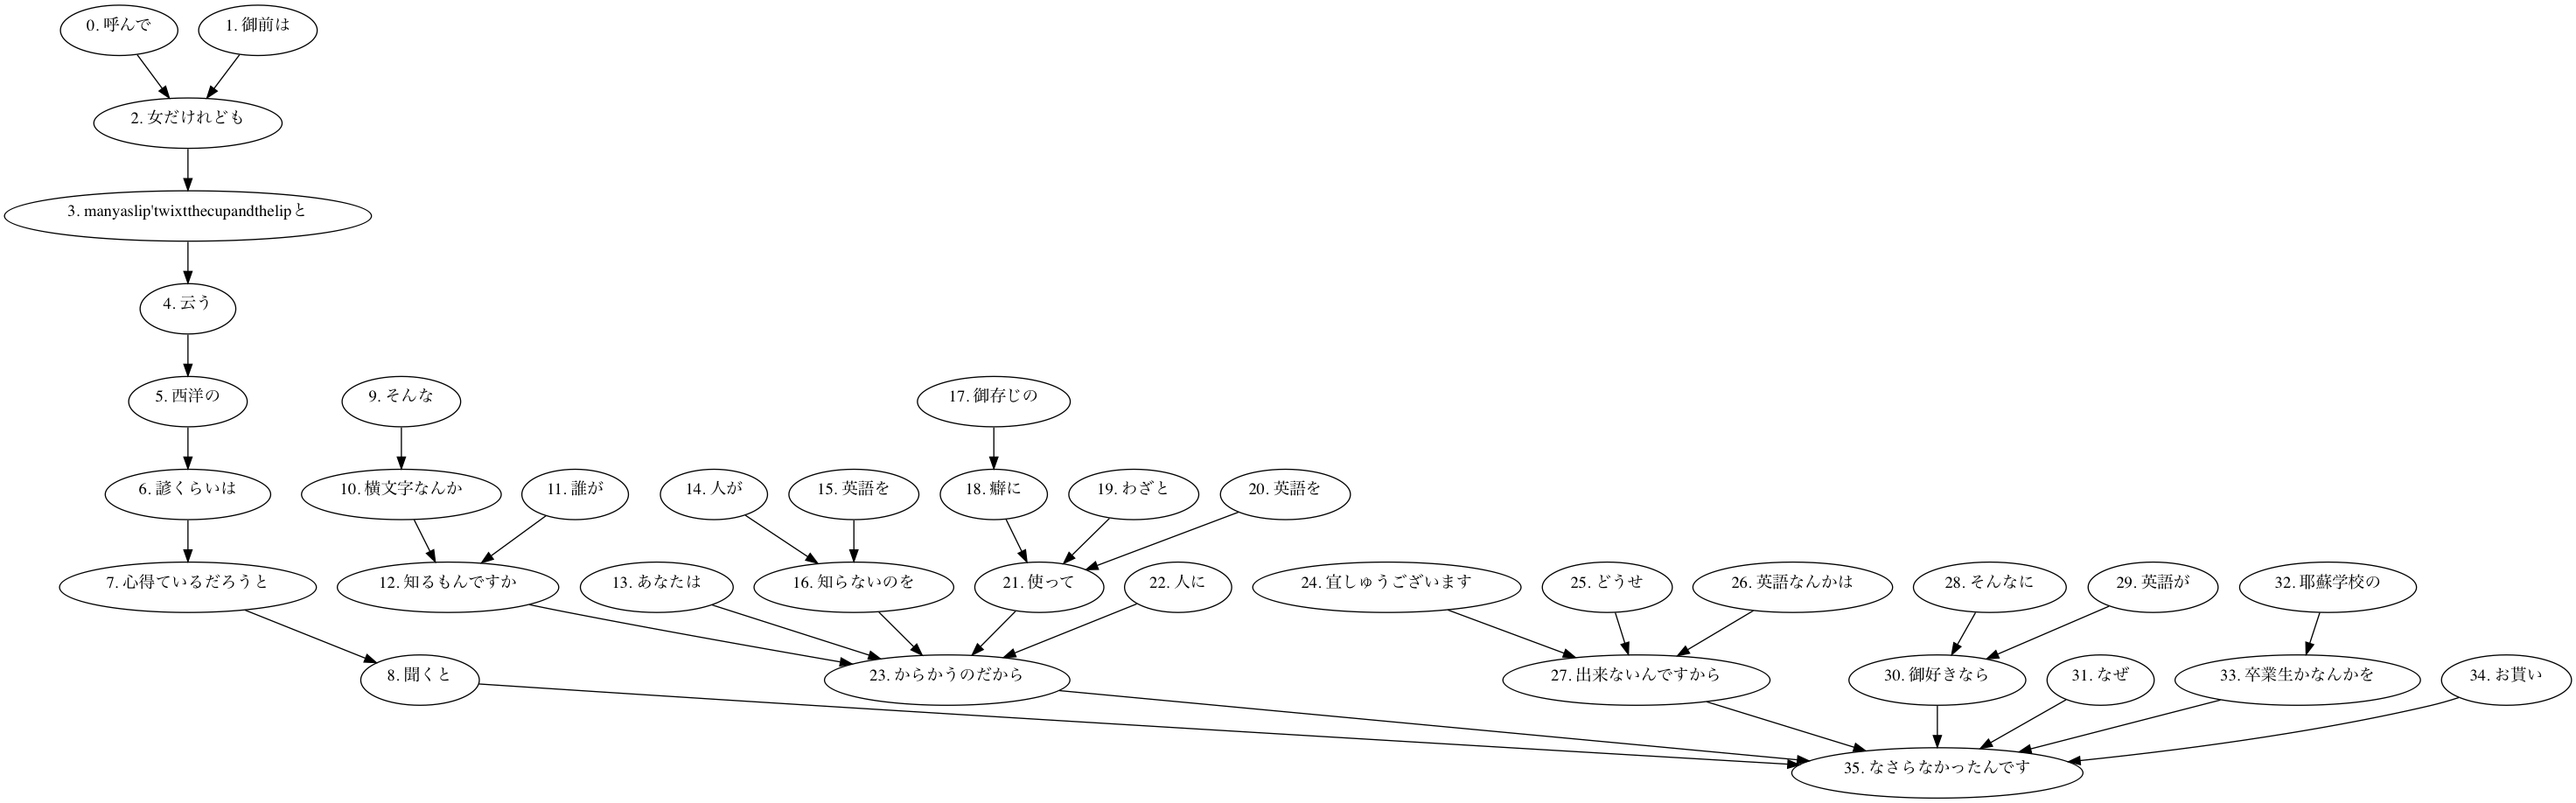 0. 呼んで
1. 御前は
2. 女だけれども
3. manyaslip'twixtthecupandthelipと
4. 云う
5. 西洋の
6. 諺くらいは
7. 心得ているだろうと
8. 聞くと
9. そんな
10. 横文字なんか
11. 誰が
12. 知るもんですか
13. あなたは
14. 人が
15. 英語を
16. 知らないのを
17. 御存じの
18. 癖に
19. わざと
20. 英語を
21. 使って
22. 人に
23. からかうのだから
24. 宜しゅうございます
25. どうせ
26. 英語なんかは
27. 出来ないんですから
28. そんなに
29. 英語が
30. 御好きなら
31. なぜ
32. 耶蘇学校の
33. 卒業生かなんかを
34. お貰い
35. なさらなかったんです